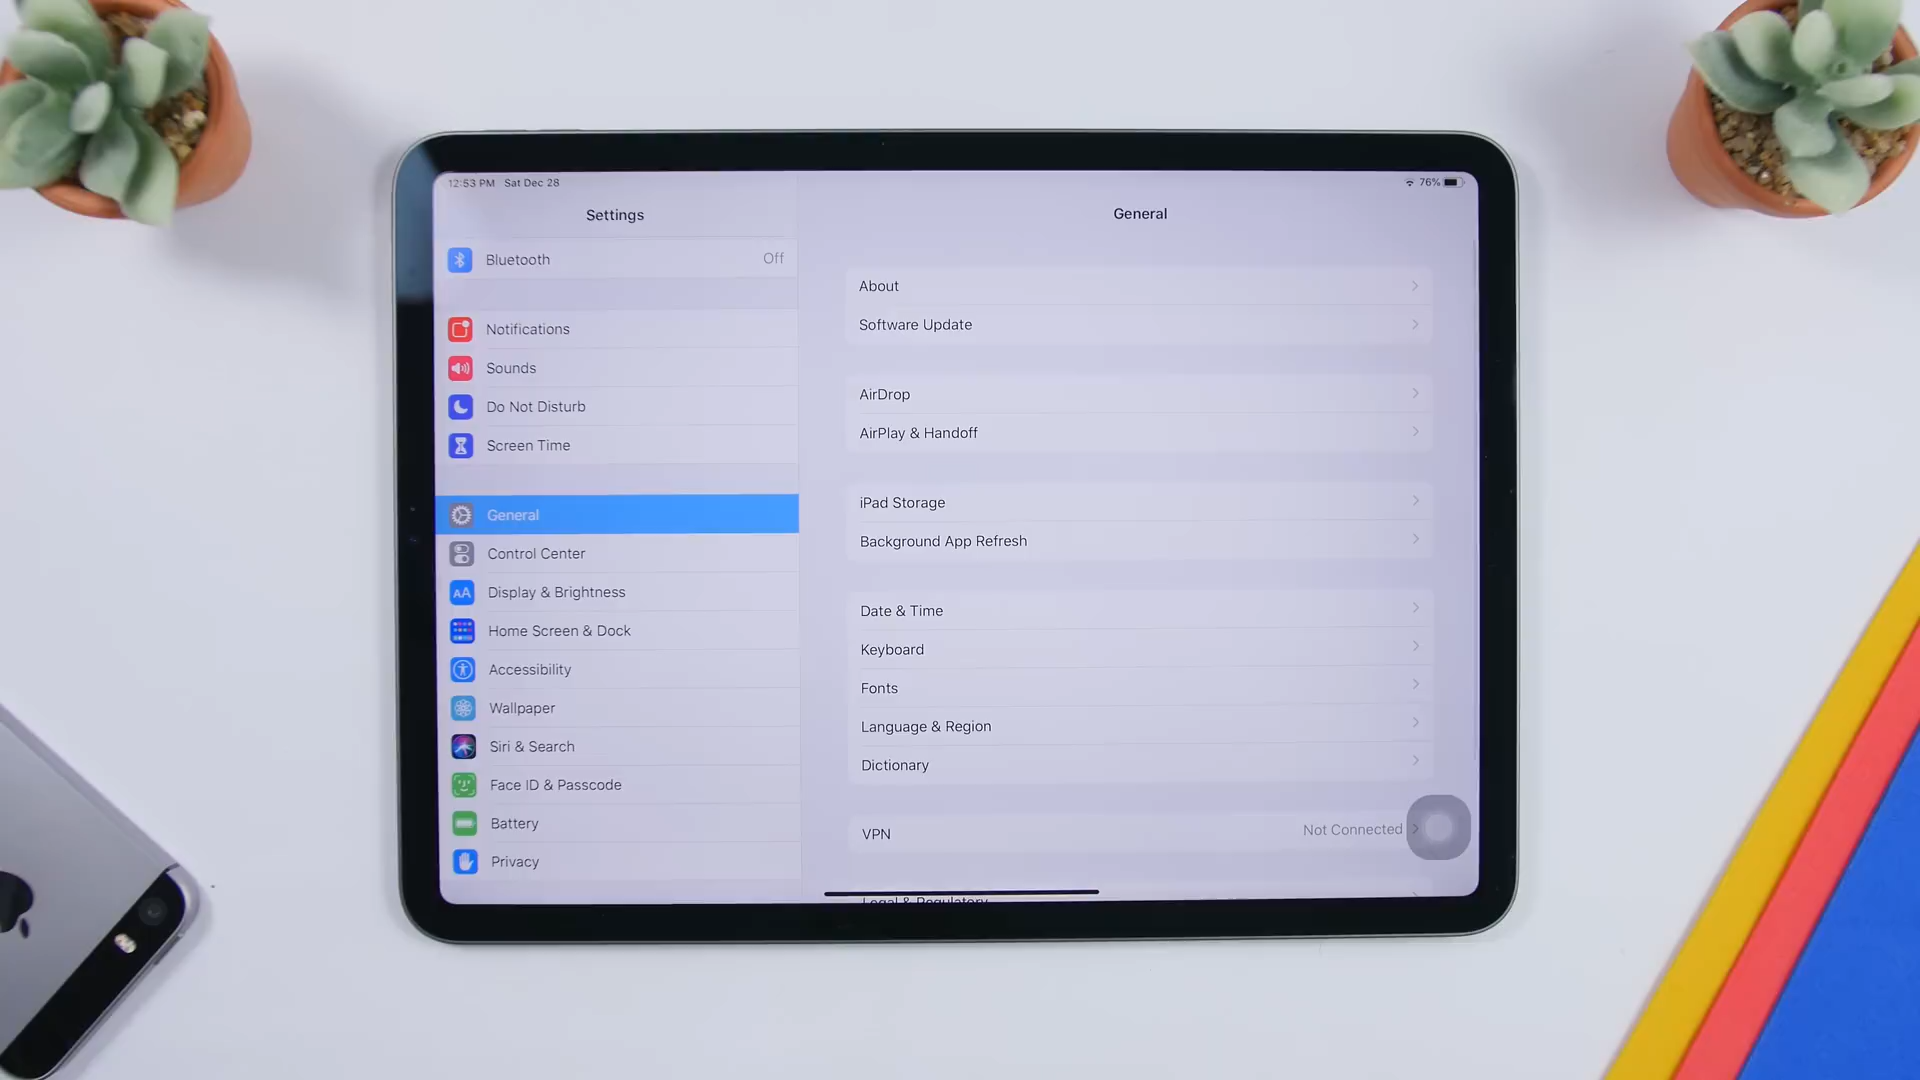 12:53 PM Sat Dec 28
76%
Settings
Bluetooth Off
Notifications
Sounds
Do Not Disturb
Screen Time
General
Control Center
AA Display & Brightness
Home Screen & Dock
Accessibility
Wallpaper
Siri & Search
Face ID & Passcode
Battery
Privacy
General
About
Software Update
AirDrop
AirPlay & Handoff
iPad Storage
Background App Refresh
Date & Time
Keyboard
Fonts
Language & Region
Dictionary
VPN Not Connected
Legal & Regulatory